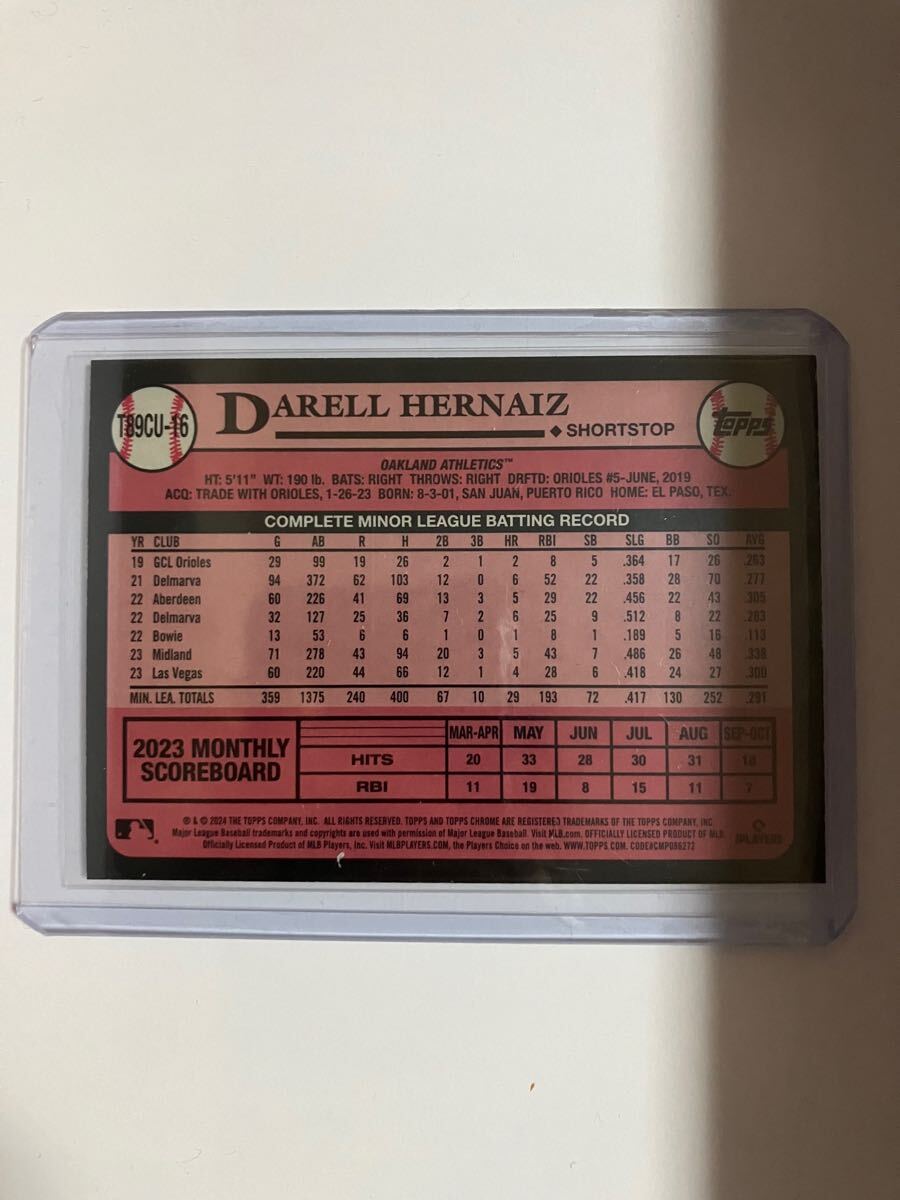 T89CU-16
DARELL HERNAIZ
Topps
◆ SHORTSTOP
OAKLAND ATHLETICS™
HT: 5'11" WT: 190 lb. BATS: RIGHT THROWS: RIGHT DRFTD: ORIOLES #5-JUNE, 2019
ACQ: TRADE WITH ORIOLES, 1-26-23 BORN: 8-3-01, SAN JUAN, PUERTO RICO HOME: EL PASO, TEX.
COMPLETE MINOR LEAGUE BATTING RECORD
YR CLUB G AB R H 2B 3B HR RBI SB SLG BB SO AVG
19 GCL Orioles 29 99 19 26 2 1 2 8 5 .364 17 26 .263
21 Delmarva 94 372 62 103 12 0 6 52 22 .358 28 70 .277
22 Aberdeen 60 226 41 69 13 3 5 29 22 .456 22 43 .305
22 Delmarva 32 127 25 36 7 2 6 25 9 .512 8 22 .283
22 Bowie 13 53 6 6 1 0 1 8 1 .189 5 16 .113
23 Midland 71 278 43 94 20 3 5 43 7 .486 26 48 .338
23 Las Vegas 60 220 44 66 12 1 4 28 6 .418 24 27 .300
MIN. LEA. TOTALS 359 1375 240 400 67 10 29 193 72 .417 130 252 .291
2023 MONTHLY
SCOREBOARD
MAR-APR MAY JUN JUL AUG SEP-OCT
HITS 20 33 28 30 31 18
RBI 11 19 8 15 11 7
® & © 2024 THE TOPPS COMPANY, INC. ALL RIGHTS RESERVED. TOPPS AND TOPPS CHROME ARE REGISTERED TRADEMARKS OF THE TOPPS COMPANY, INC.
Major League Baseball trademarks and copyrights are used with permission of Major League Baseball. Visit MLB.com. OFFICIALLY LICENSED PRODUCT OF MLB
Officially Licensed Product of MLB Players, Inc. Visit MLBPLAYERS.COM, the Players Choice on the web. WWW.TOPPS.COM. CODE#CMP086272
PLAYERS